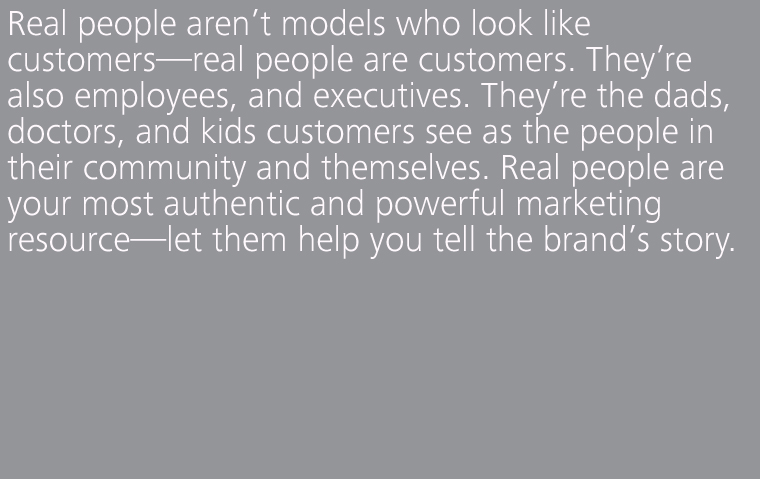 Real people aren’t models who look like
customers—real people are customers. They’re
also employees, and executives. They’re the dads,
doctors, and kids customers see as the people in
their community and themselves. Real people are
your most authentic and powerful marketing
resource—let them help you tell the brand’s story.